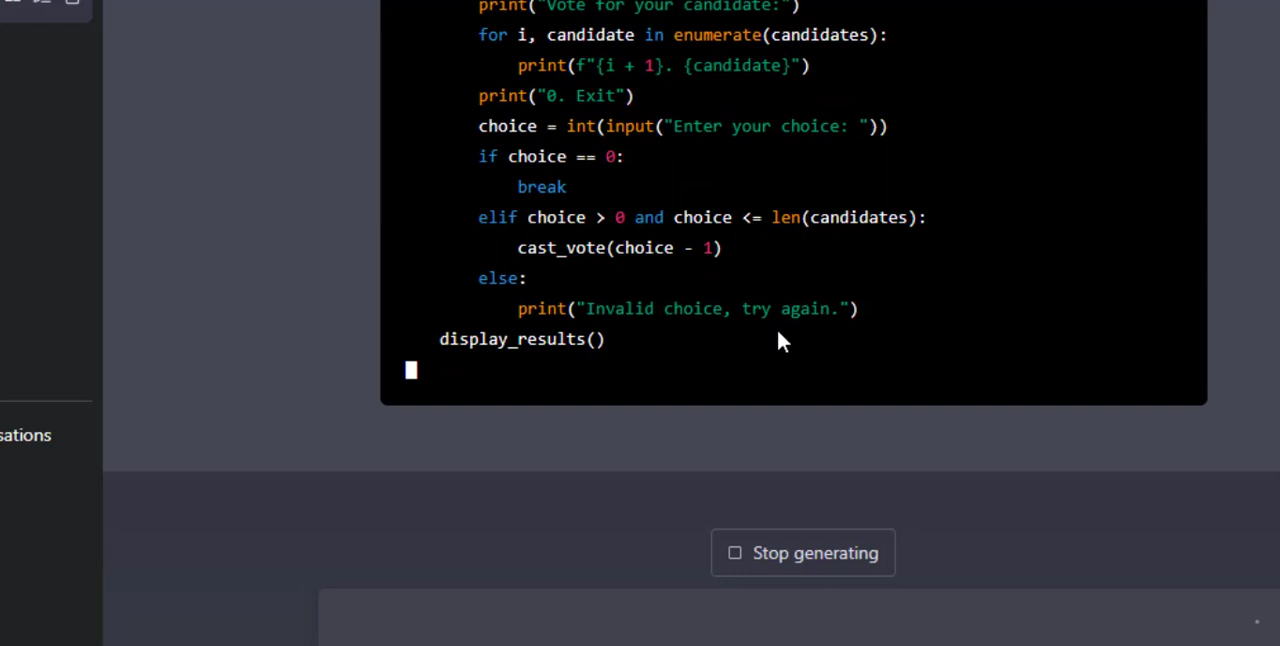 print("Vote for your candidate:")
for i, candidate in enumerate(candidates):
print(f"{i + 1}. {candidate}")
print("0. Exit")
choice = int(input("Enter your choice: "))
if choice == 0:
break
elif choice > 0 and choice <= len(candidates):
cast_vote(choice - 1)
else:
print("Invalid choice, try again.")
display_results()
sations
Stop generating